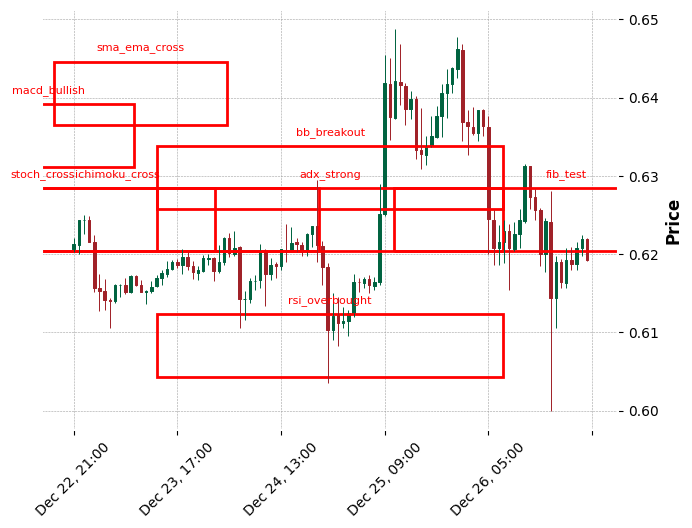 0.65
sma_ema_cross
macd_bullish
0.64
bb_breakout
stoch_crossichimoku_cross
adx_strong
fib_test
0.63
0.62
rsi_overbought
0.61
0.60
Price
Dec 22, 21:00
Dec 23, 17:00
Dec 24, 13:00
Dec 25, 09:00
Dec 26, 05:00